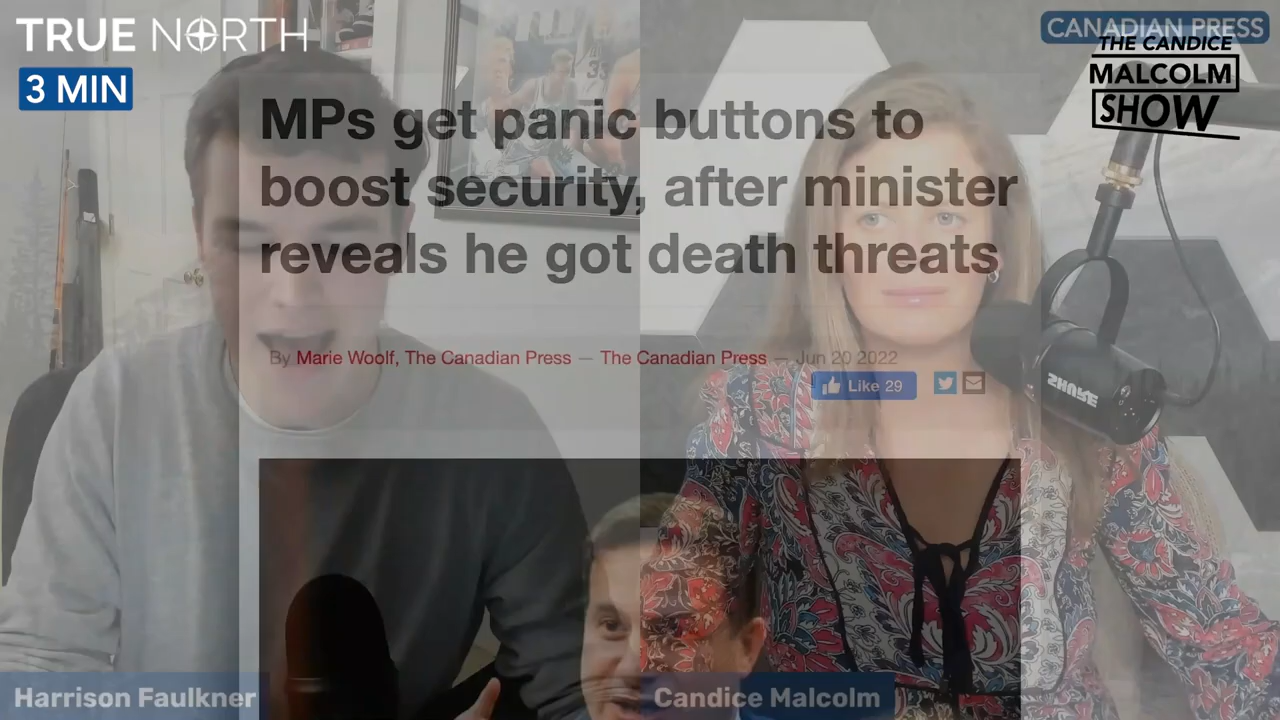 TRUE NORTH
3 MIN
CANADIAN PRESS
THE CANDICE
MALCOLM
SHOW
MPs get panic buttons to
boost security, after minister
reveals he got death threats
By Marie Woolf, The Canadian Press — The Canadian Press — Jun 20 2022
Like 29
33
SHURE
Harrison Faulkner
Candice Malcolm